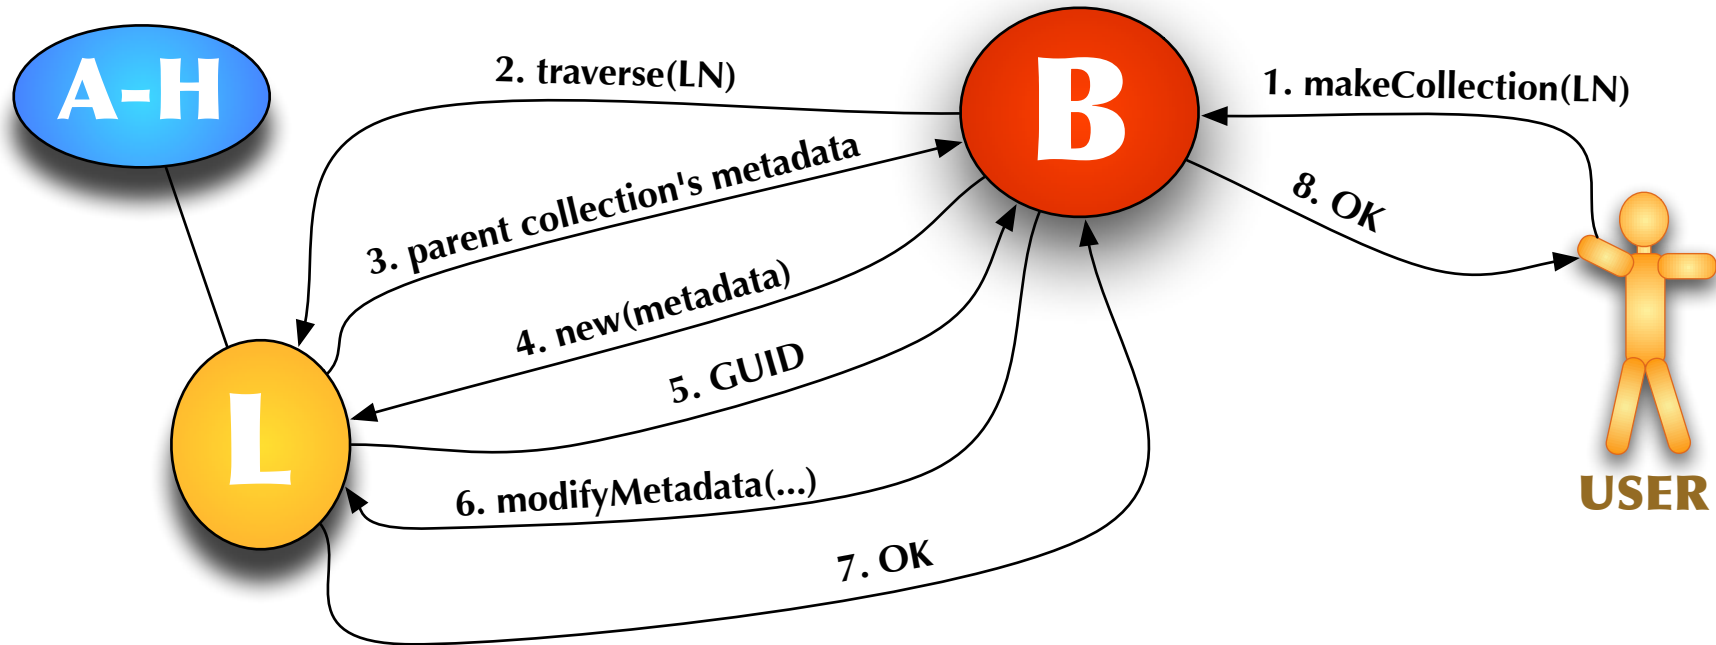 A-H
B
L
1. makeCollection(LN)
2. traverse(LN)
3. parent collection's metadata
4. new(metadata)
5. GUID
6. modifyMetadata(...)
7. OK
8. OK
USER